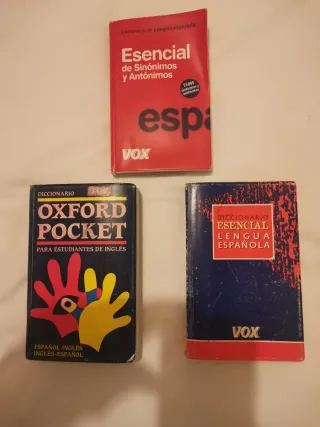 Esencial
de Sinónimos
y Antónimos
espa
VOX
DICCIONARIO
OXFORD
POCKET
PARA ESTUDIANTES DE INGLÉS
ESPAÑOL-INGLÉS
INGLÉS-ESPAÑOL
DICCIONARIO
ESENCIAL
LENGUA
ESPAÑOLA
VOX